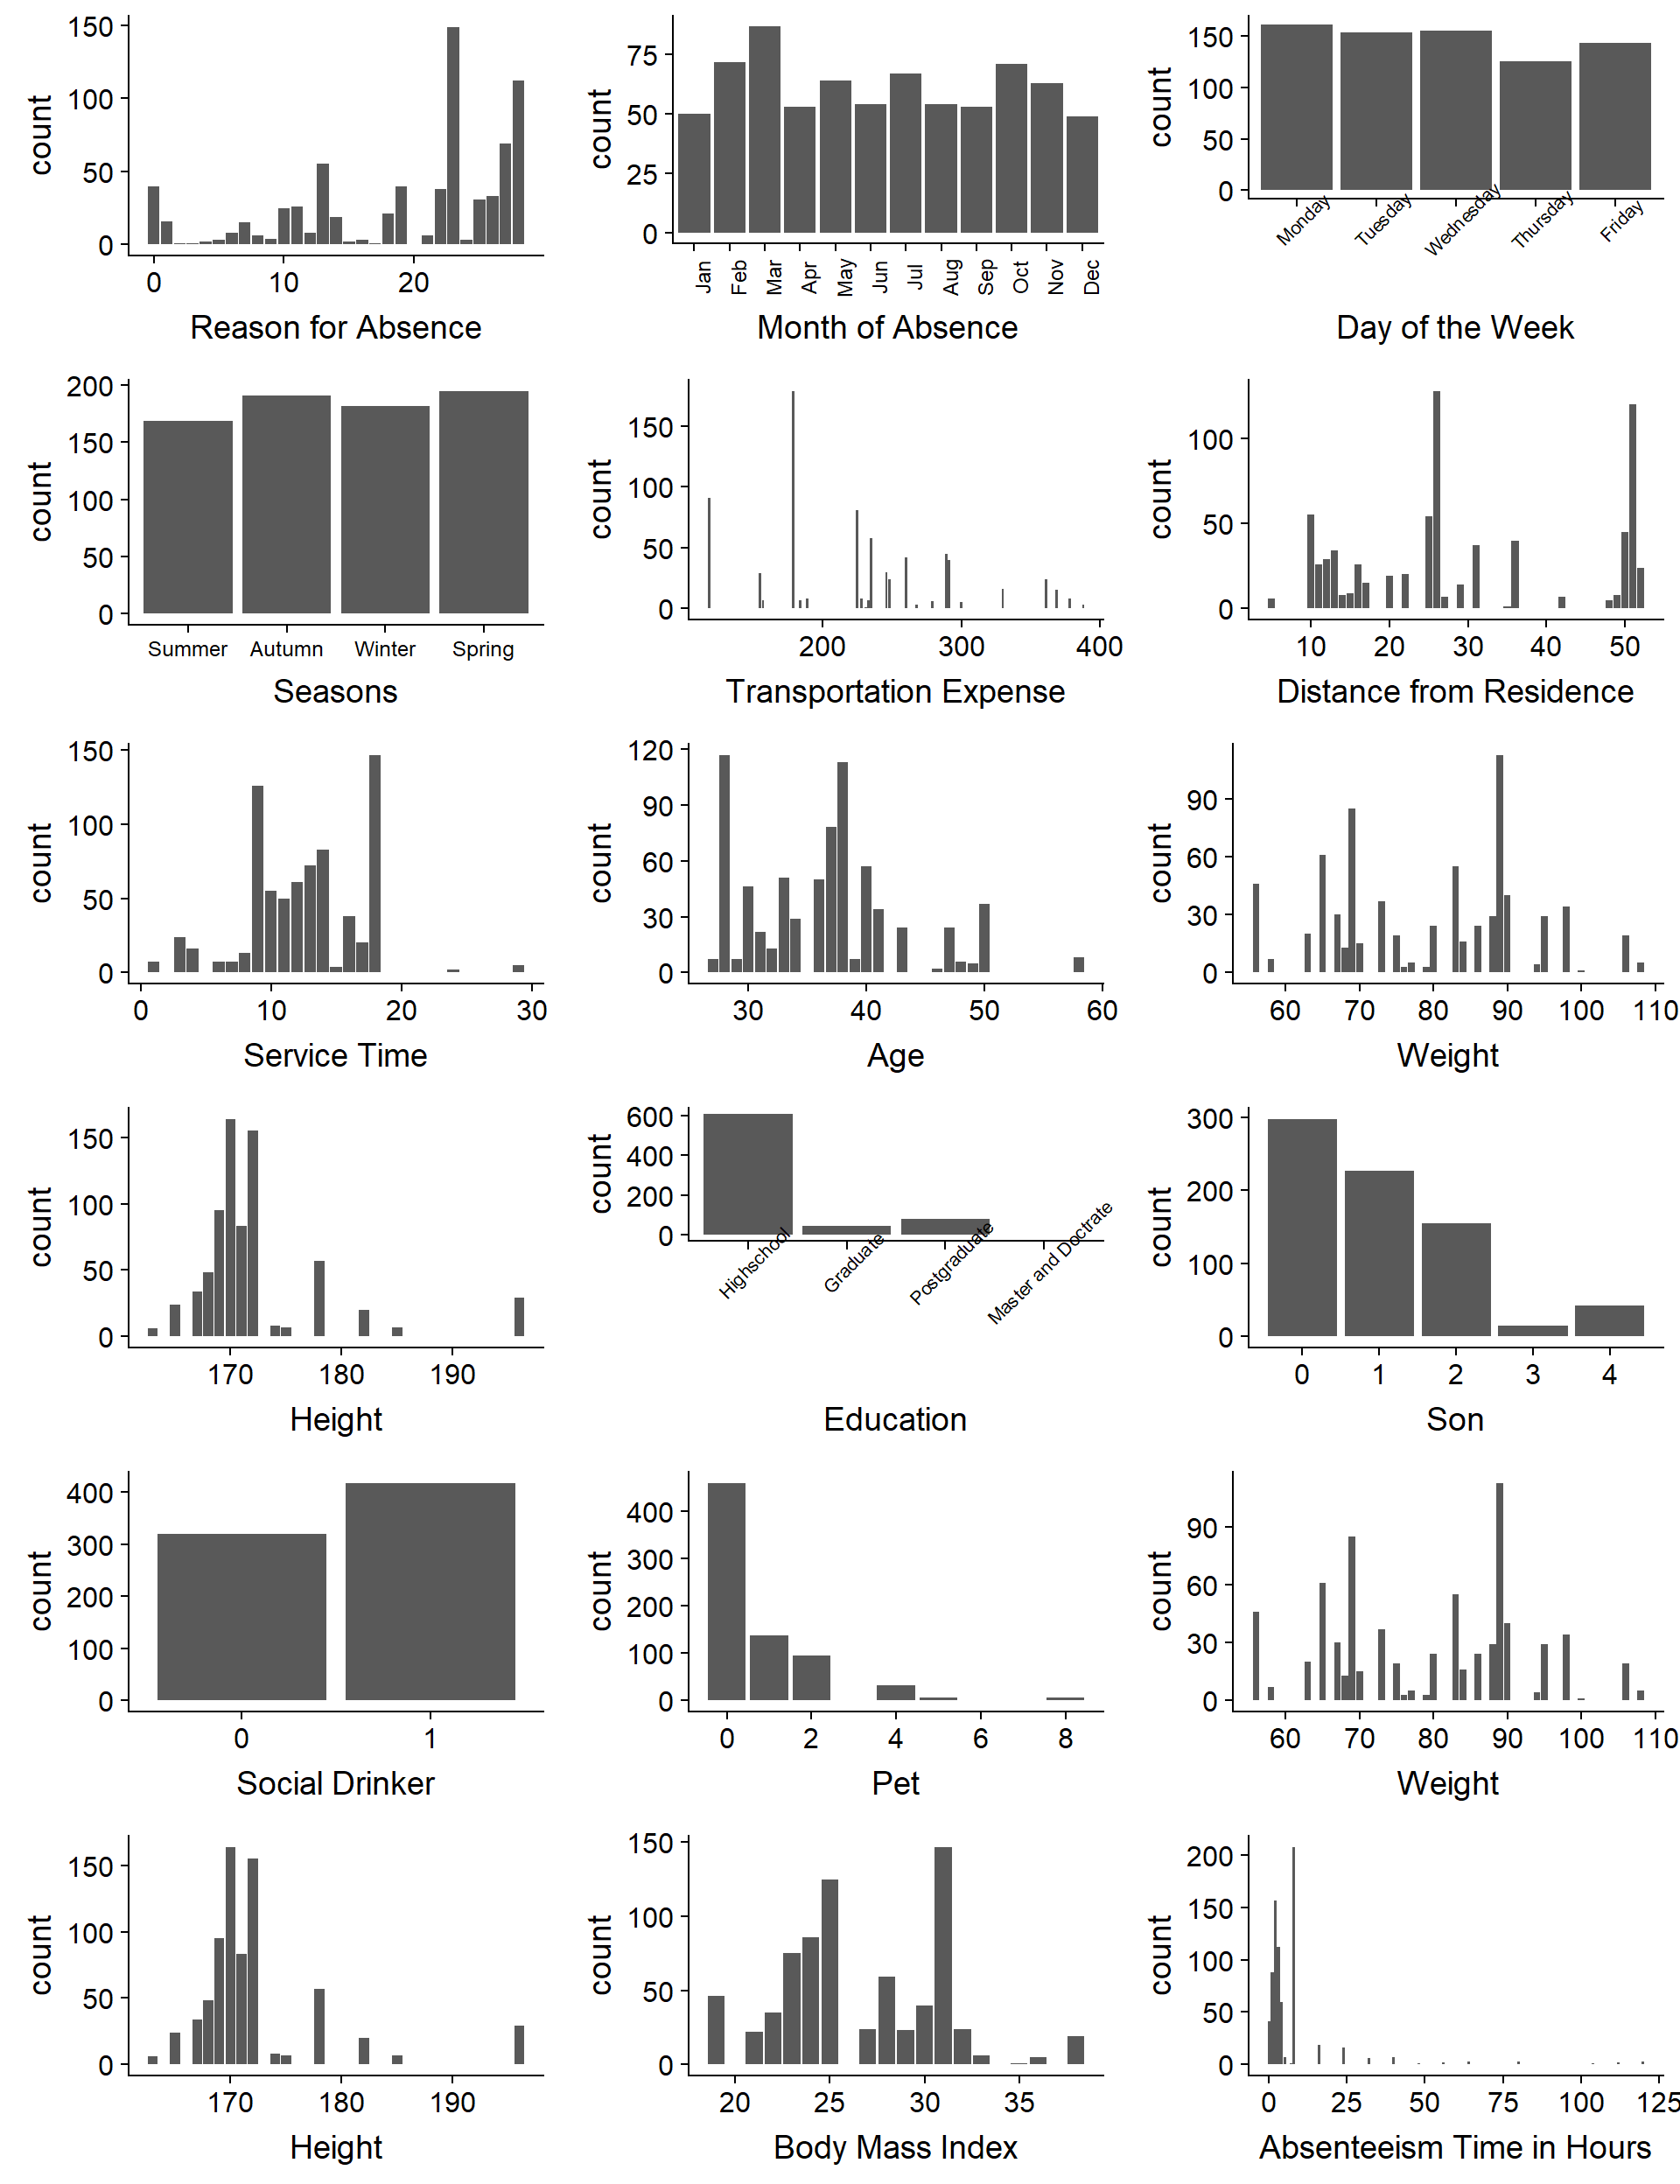 150
100
50
0
count
0 10 20
Reason for Absence
75
50
25
0
count
Jan Feb Mar Apr May Jun Jul Aug Sep Oct Nov Dec
Month of Absence
150
100
50
0
count
Monday Tuesday Wednesday Thursday Friday
Day of the Week
200
150
100
50
0
count
Summer Autumn Winter Spring
Seasons
150
100
50
0
count
200 300 400
Transportation Expense
100
50
0
count
10 20 30 40 50
Distance from Residence
150
100
50
0
count
0 10 20 30
Service Time
120
90
60
30
0
count
30 40 50 60
Age
90
60
30
0
count
60 70 80 90 100 110
Weight
150
100
50
0
count
170 180 190
Height
600
400
200
0
count
Highschool Graduate Postgraduate Master and Doctrate
Education
300
200
100
0
count
0 1 2 3 4
Son
400
300
200
100
0
count
0 1
Social Drinker
400
300
200
100
0
count
0 2 4 6 8
Pet
90
60
30
0
count
60 70 80 90 100 110
Weight
150
100
50
0
count
170 180 190
Height
150
100
50
0
count
20 25 30 35
Body Mass Index
200
150
100
50
0
count
0 25 50 75 100 125
Absenteeism Time in Hours